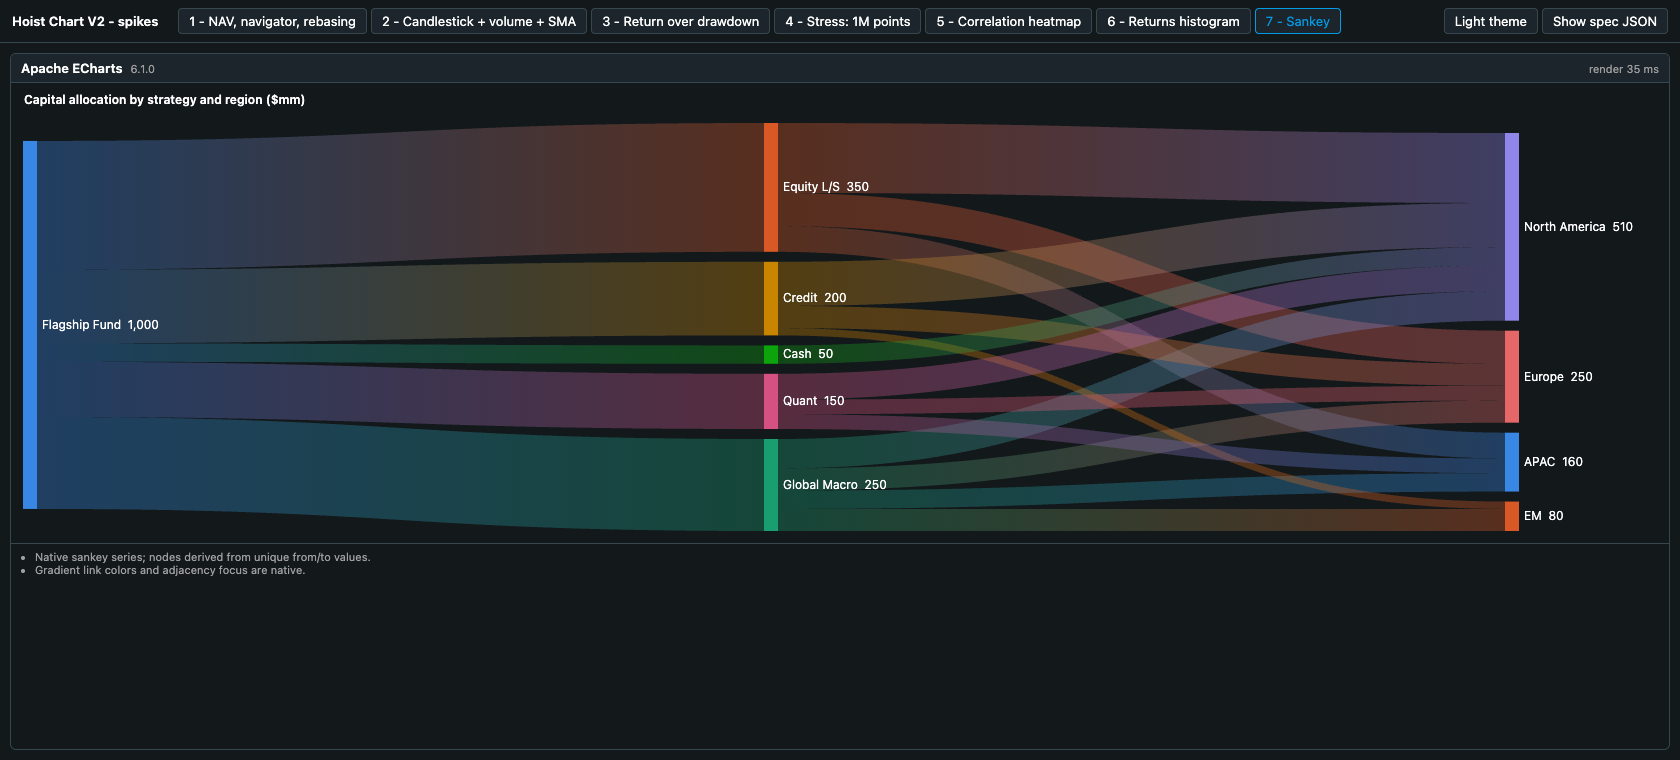 Hoist Chart V2 - spikes
1 - NAV, navigator, rebasing
2 - Candlestick + volume + SMA
3 - Return over drawdown
4 - Stress: 1M points
5 - Correlation heatmap
6 - Returns histogram
7 - Sankey
Light theme
Show spec JSON
Apache ECharts 6.1.0
render 35 ms
Capital allocation by strategy and region ($mm)
Flagship Fund 1,000
Equity L/S 350
Credit 200
Cash 50
Quant 150
Global Macro 250
North America 510
Europe 250
APAC 160
EM 80
• Native sankey series; nodes derived from unique from/to values.
• Gradient link colors and adjacency focus are native.